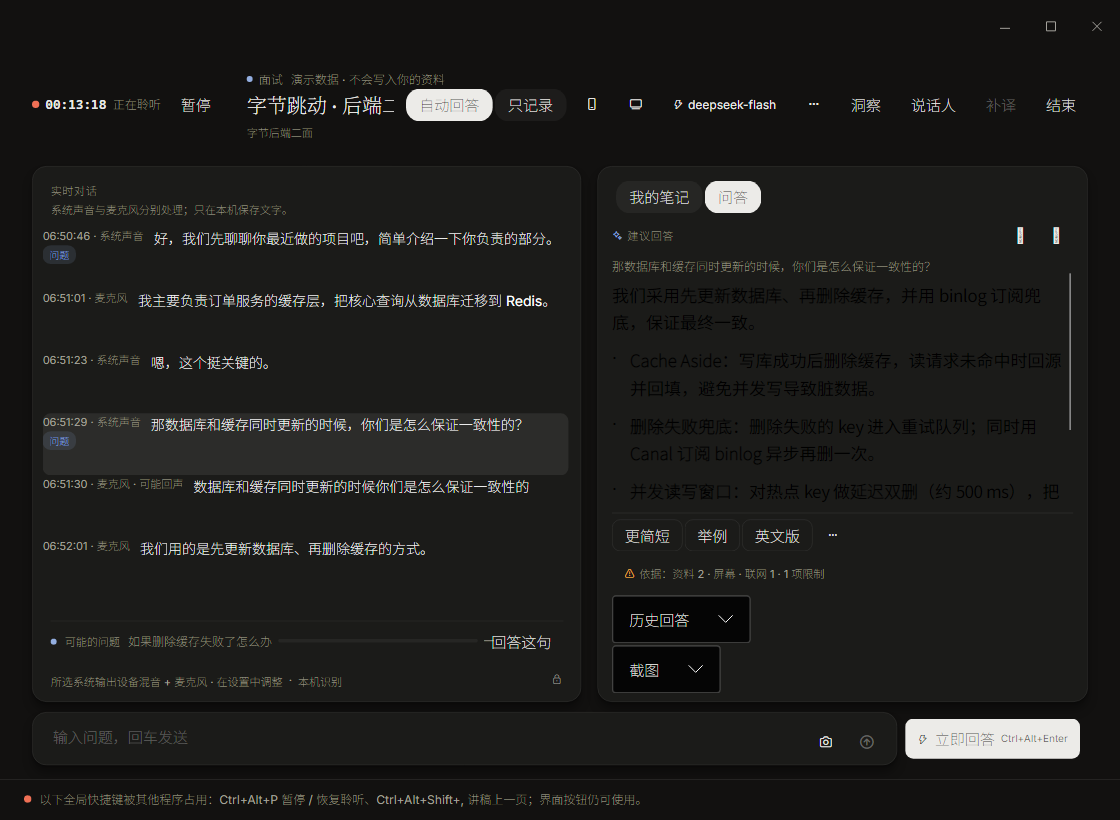 面试 演示数据 · 不会写入你的资料
00:13:18 正在聆听 暂停 字节跳动 · 后端二 自动回答 只记录 deepseek-flash ··· 洞察 说话人 补译 结束
字节后端二面
实时对话
系统声音与麦克风分别处理；只在本机保存文字。
06:50:46 · 系统声音 好，我们先聊聊你最近做的项目吧，简单介绍一下你负责的部分。
问题
06:51:01 · 麦克风 我主要负责订单服务的缓存层，把核心查询从数据库迁移到 Redis。
06:51:23 · 系统声音 嗯，这个挺关键的。
06:51:29 · 系统声音 那数据库和缓存同时更新的时候，你们是怎么保证一致性的？
问题
06:51:30 · 麦克风 · 可能回声 数据库和缓存同时更新的时候你们是怎么保证一致性的
06:52:01 · 麦克风 我们用的是先更新数据库、再删除缓存的方式。
可能的问题 如果删除缓存失败了怎么办 回答这句
所选系统输出设备混音 + 麦克风 · 在设置中调整 · 本机识别
我的笔记 问答
建议回答
那数据库和缓存同时更新的时候，你们是怎么保证一致性的？
我们采用先更新数据库、再删除缓存，并用 binlog 订阅兜
底，保证最终一致。
· Cache Aside：写库成功后删除缓存，读请求未命中时回源
并回填，避免并发写导致脏数据。
· 删除失败兜底：删除失败的 key 进入重试队列；同时用
Canal 订阅 binlog 异步再删一次。
· 并发读写窗口：对热点 key 做延迟双删（约 500 ms），把
更简短 举例 英文版 ···
依据：资料 2 · 屏幕 · 联网 1 · 1 项限制
历史回答
截图
输入问题，回车发送
立即回答 Ctrl+Alt+Enter
以下全局快捷键被其他程序占用：Ctrl+Alt+P 暂停 / 恢复聆听、Ctrl+Alt+Shift+, 讲稿上一页；界面按钮仍可使用。